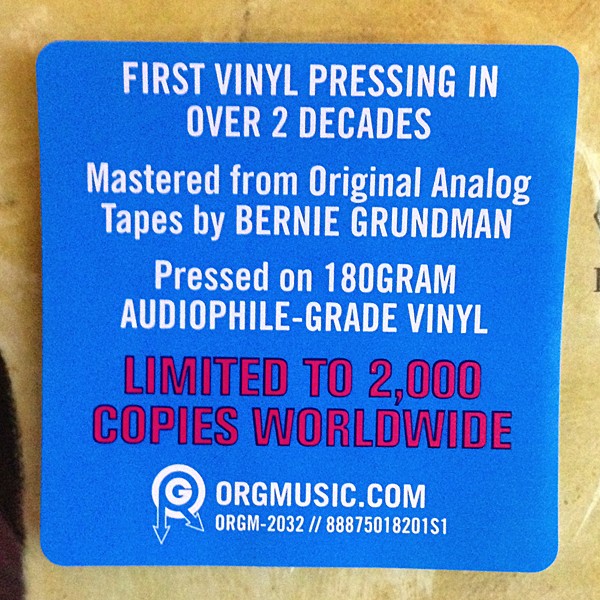 FIRST VINYL PRESSING IN
OVER 2 DECADES
Mastered from Original Analog
Tapes by BERNIE GRUNDMAN
Pressed on 180GRAM
AUDIOPHILE-GRADE VINYL
LIMITED TO 2,000
COPIES WORLDWIDE
G
ORGMUSIC.COM
ORGM-2032 // 88875018201S1